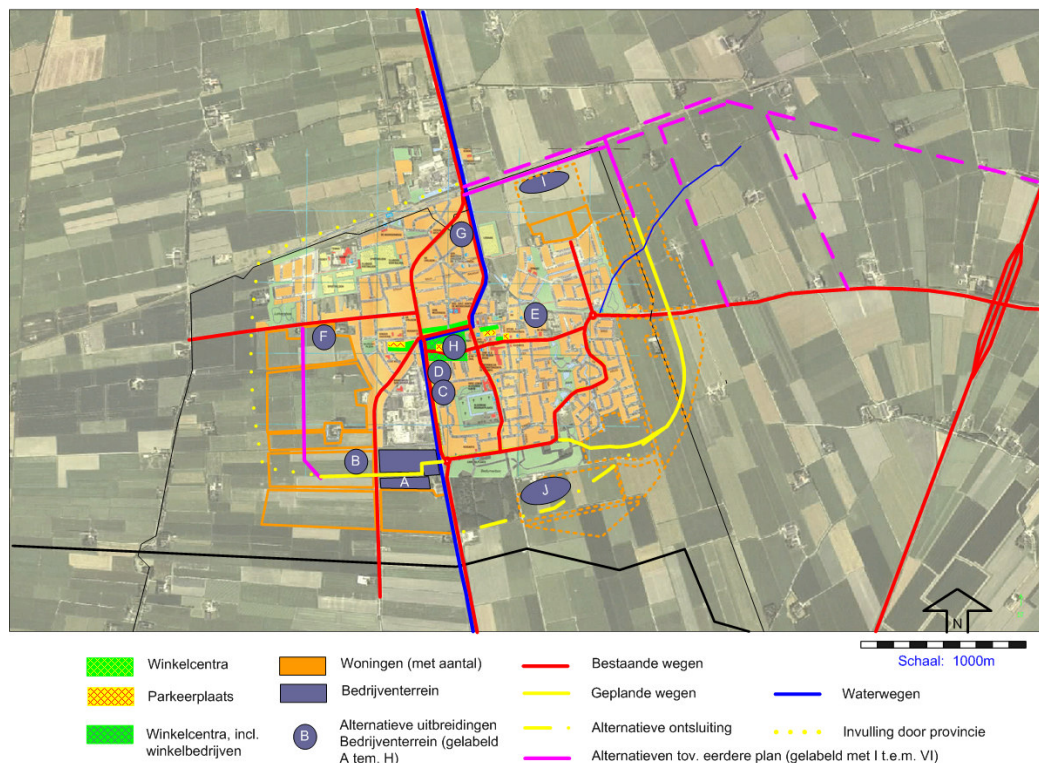 I
G
E
F
H
D
C
B
A
J
N
Schaal: 1000m
Winkelcentra
Woningen (met aantal)
Bestaande wegen
Parkeerplaats
Bedrijventerrein
Geplande wegen
Waterwegen
Winkelcentra, incl.
winkelbedrijven
B
Alternatieve uitbreidingen
Bedrijventerrein (gelabeld
A tem. H)
Alternatieve ontsluiting
Invulling door provincie
Alternatieven tov. eerdere plan (gelabeld met I t.e.m. VI)